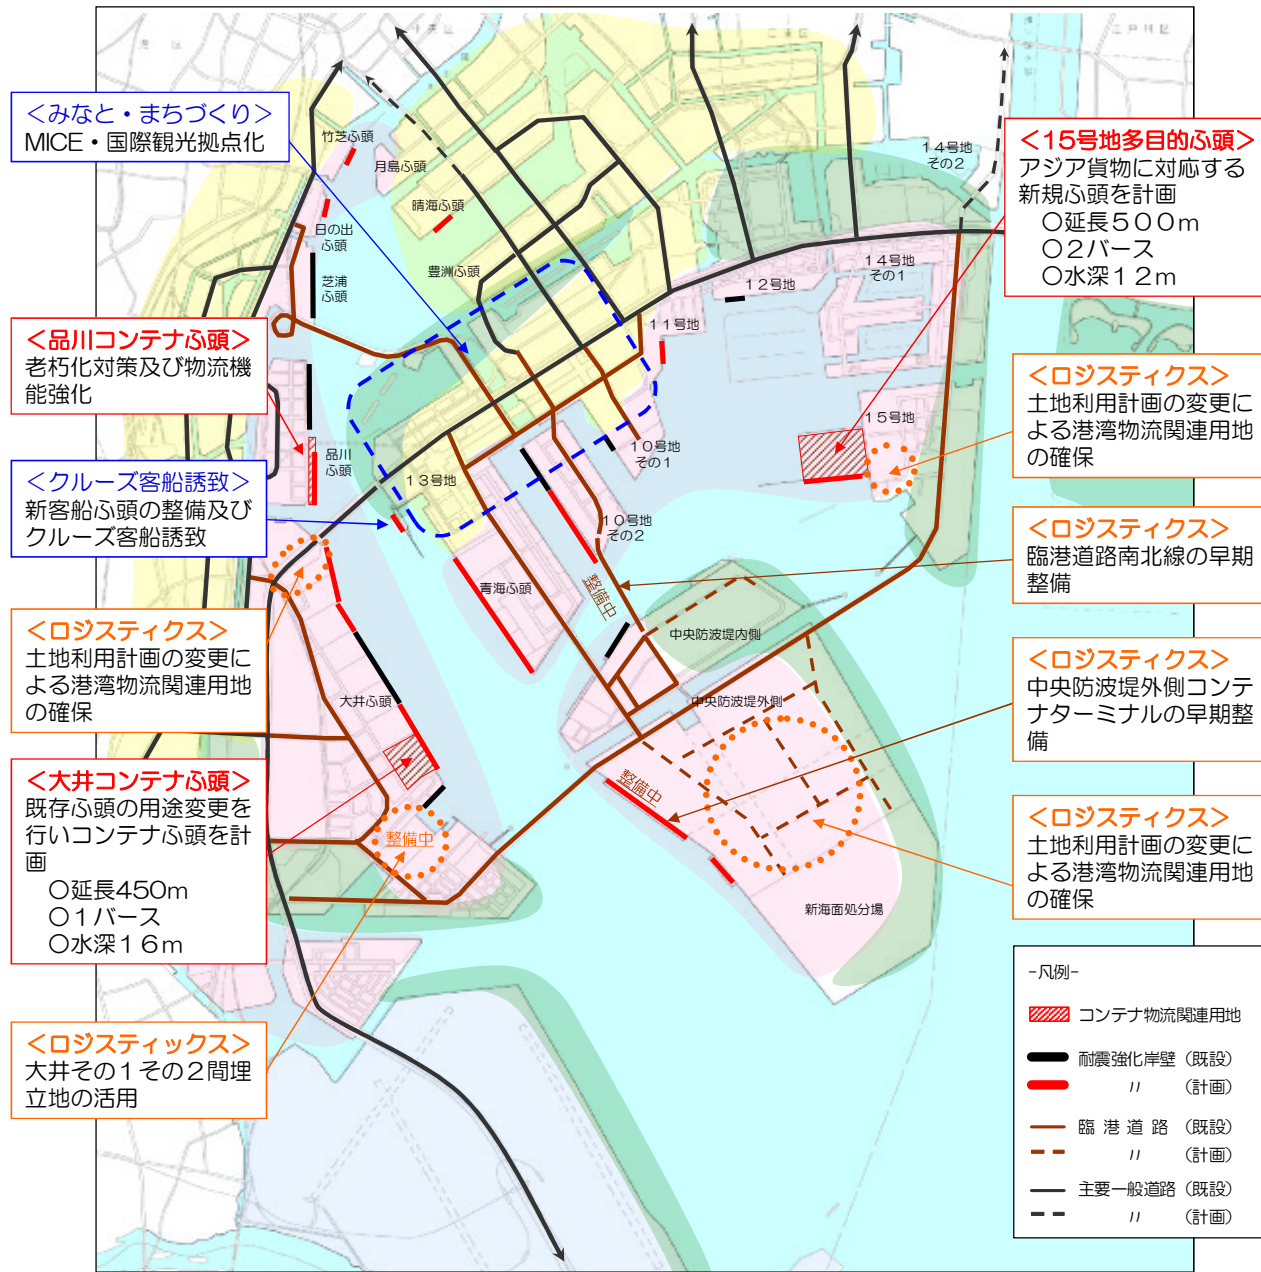 ＜みなと・まちづくり＞
MICE・国際観光拠点化
＜品川コンテナふ頭＞
老朽化対策及び物流機
能強化
＜クルーズ客船誘致＞
新客船ふ頭の整備及び
クルーズ客船誘致
＜ロジスティクス＞
土地利用計画の変更に
よる港湾物流関連用地
の確保
＜大井コンテナふ頭＞
既存ふ頭の用途変更を
行いコンテナふ頭を計
画
○延長450m
○1バース
○水深16m
＜ロジスティックス＞
大井その1その2間埋
立地の活用
竹芝ふ頭
月島ふ頭
晴海ふ頭
日の出
ふ頭
豊洲ふ頭
芝浦
ふ頭
品川
ふ頭
13号地
青海ふ頭
大井ふ頭
整備中
10号地
その1
10号地
その2
整備中
11号地
12号地
14号地
その1
14号地
その2
15号地
中央防波堤内側
中央防波堤外側
整備中
新海面処分場
江戸川区
＜15号地多目的ふ頭＞
アジア貨物に対応する
新規ふ頭を計画
○延長500m
○2バース
○水深12m
＜ロジスティクス＞
土地利用計画の変更に
よる港湾物流関連用地
の確保
＜ロジスティクス＞
臨港道路南北線の早期
整備
＜ロジスティクス＞
中央防波堤外側コンテ
ナターミナルの早期整
備
＜ロジスティクス＞
土地利用計画の変更に
よる港湾物流関連用地
の確保
-凡例-
コンテナ物流関連用地
耐震強化岸壁（既設）
〃（計画）
臨港道路（既設）
〃（計画）
主要一般道路（既設）
〃（計画）